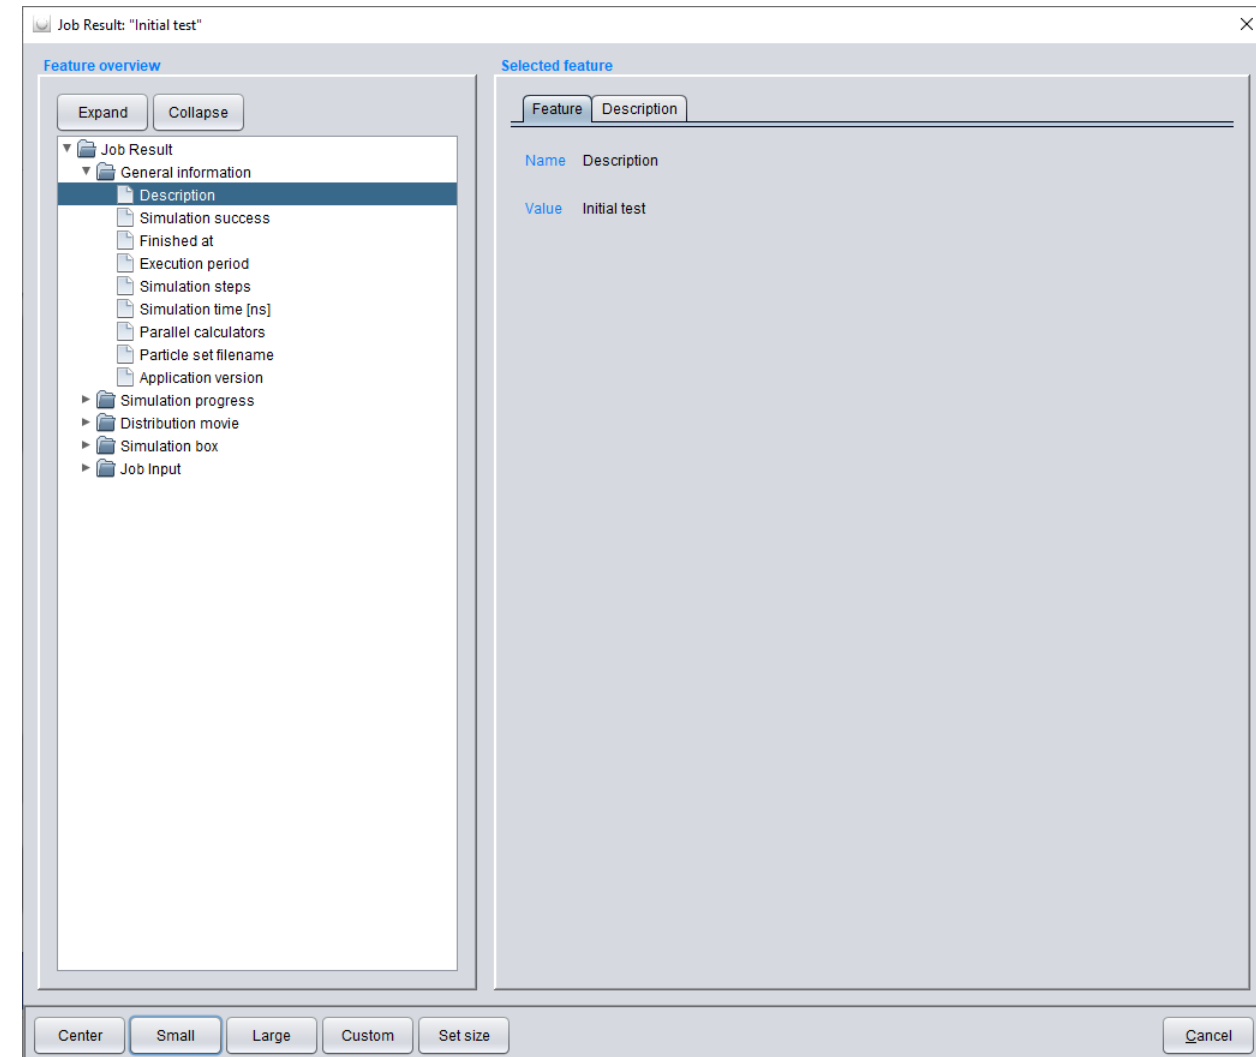 Job Result: "Initial test"
Feature overview
Expand Collapse
Job Result
General information
Description
Simulation success
Finished at
Execution period
Simulation steps
Simulation time [ns]
Parallel calculators
Particle set filename
Application version
Simulation progress
Distribution movie
Simulation box
Job Input
Selected feature
Feature Description
Name Description
Value Initial test
Center Small Large Custom Set size Cancel